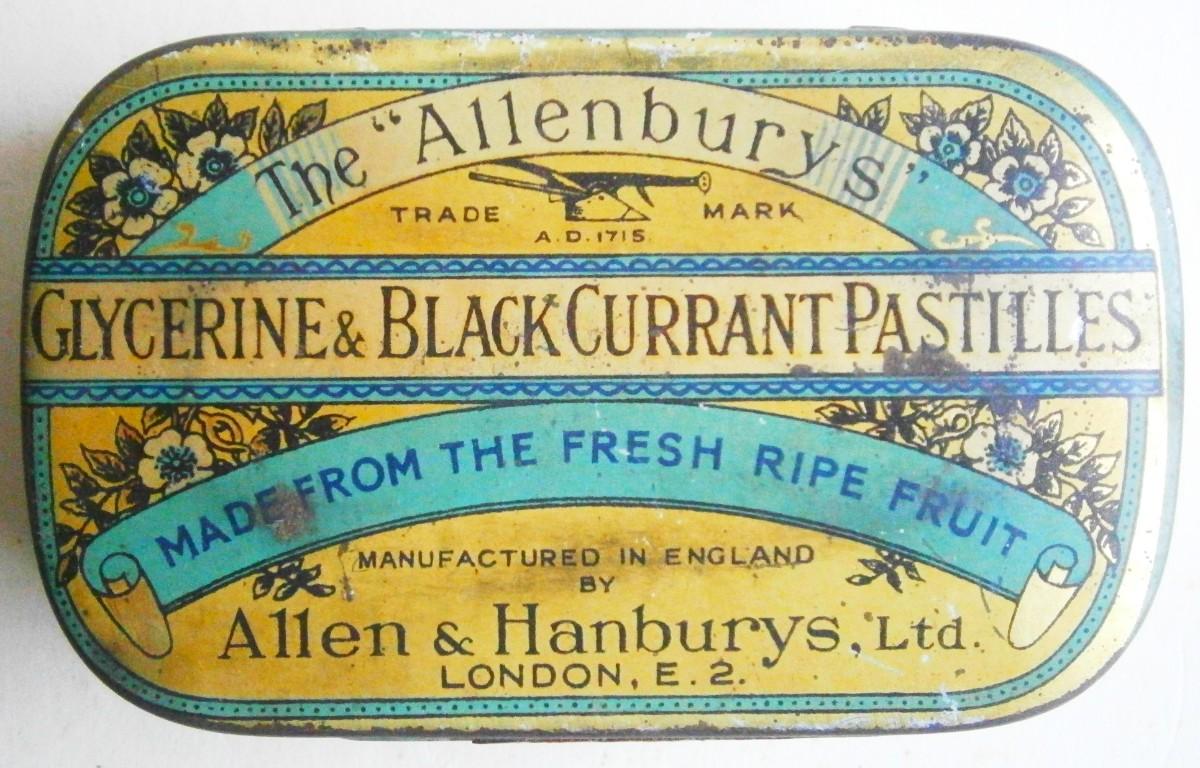 The "Allenburys"
TRADE MARK
A.D. 1715
GLYCERINE & BLACK CURRANT PASTILLES
MADE FROM THE FRESH RIPE FRUIT
MANUFACTURED IN ENGLAND
BY
Allen & Hanburys, Ltd.
LONDON, E. 2.